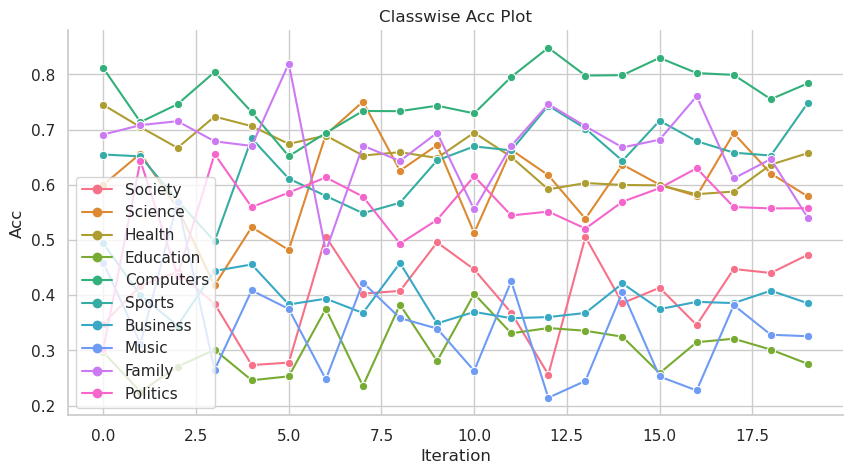 Classwise Acc Plot
Acc
0.8
0.7
0.6
0.5
0.4
0.3
0.2
Society
Science
Health
Education
Computers
Sports
Business
Music
Family
Politics
0.0 2.5 5.0 7.5 10.0 12.5 15.0 17.5
Iteration